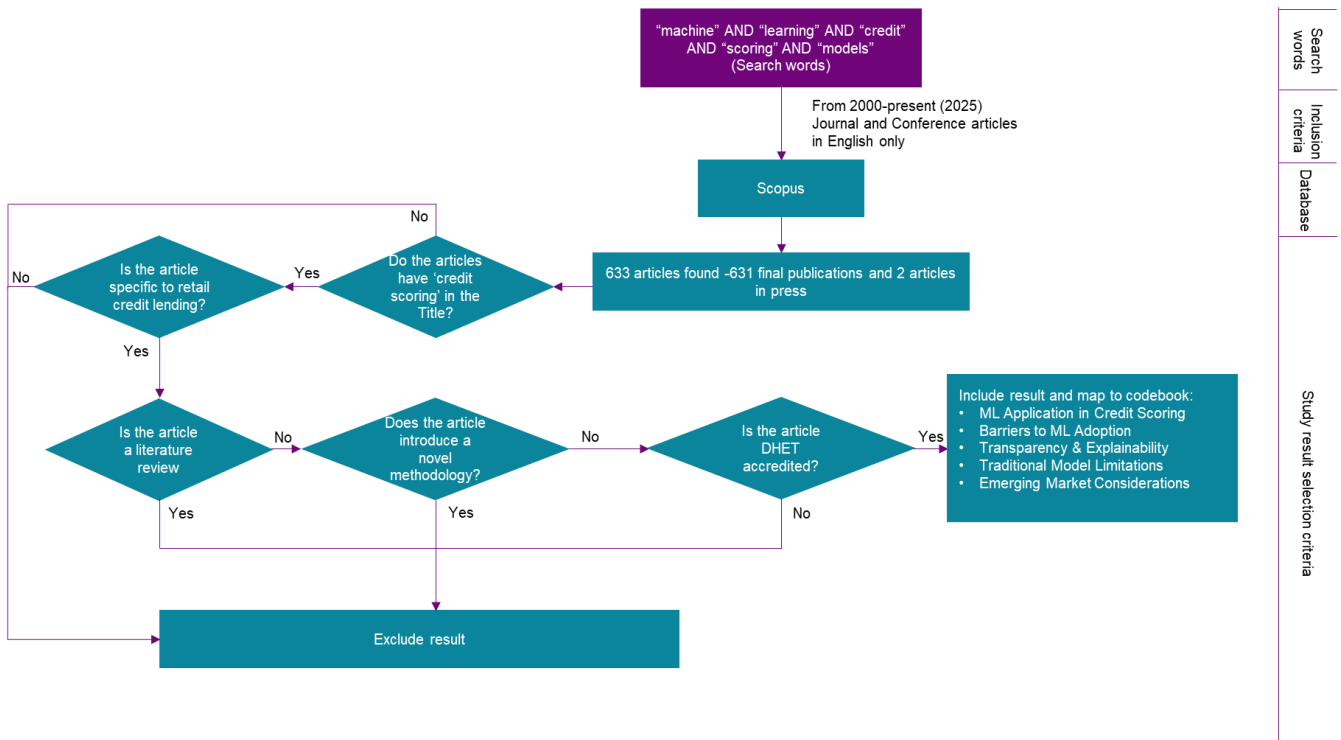 “machine” AND “learning” AND “credit”
AND “scoring” AND “models”
(Search words)
From 2000-present (2025)
Journal and Conference articles
in English only
Scopus
633 articles found -631 final publications and 2 articles
in press
Do the articles
have ‘credit
scoring’ in the
Title?
No
Yes
Is the article
specific to retail
credit lending?
No
Yes
Is the article
a literature
review
No
Yes
Does the article
introduce a
novel
methodology?
No
Yes
Is the article
DHET
accredited?
Yes
No
Include result and map to codebook:
• ML Application in Credit Scoring
• Barriers to ML Adoption
• Transparency & Explainability
• Traditional Model Limitations
• Emerging Market Considerations
Exclude result
Search
words
Inclusion
criteria
Database
Study result selection criteria